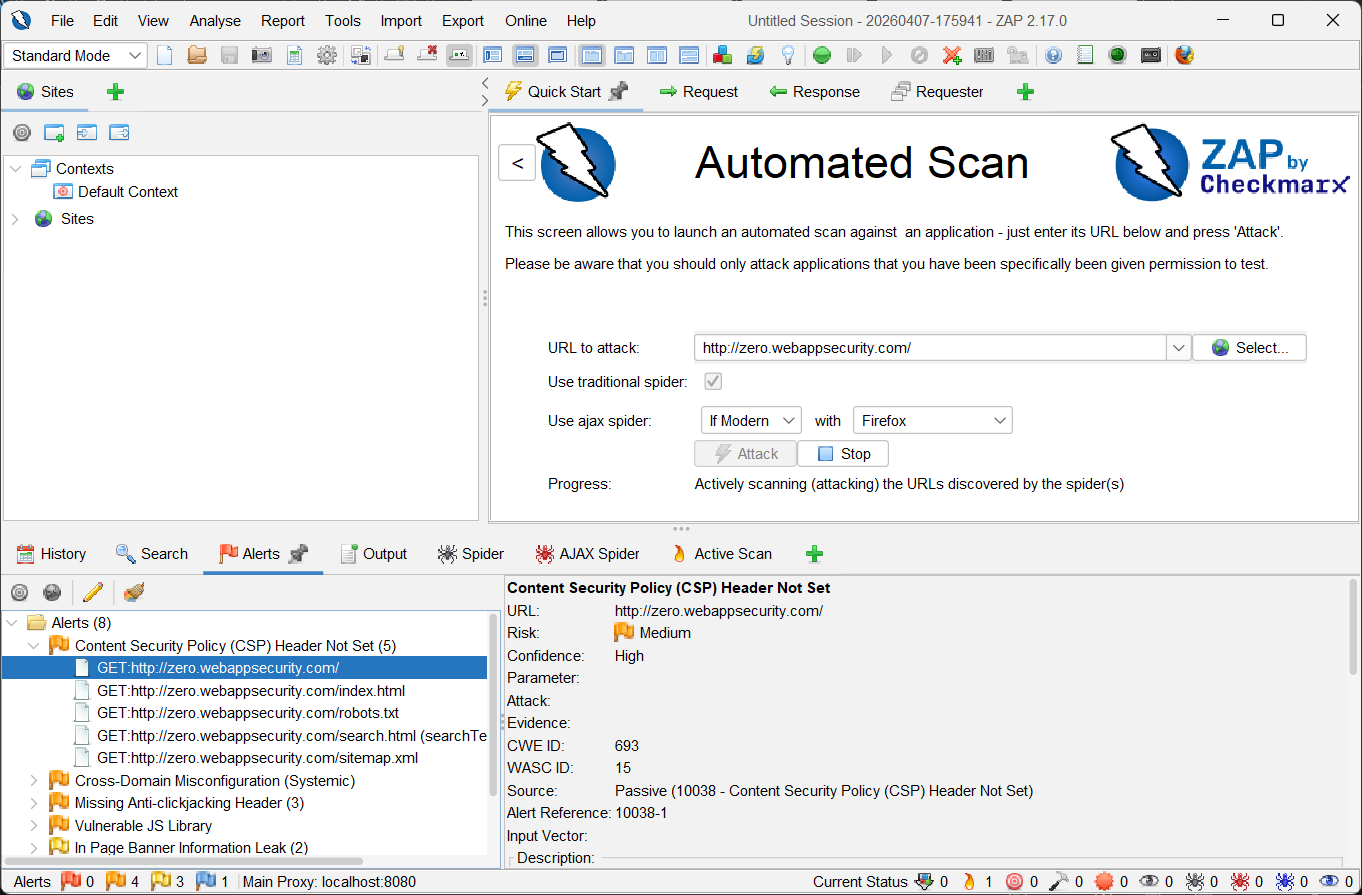 File Edit View Analyse Report Tools Import Export Online Help Untitled Session - 20260407-175941 - ZAP 2.17.0
Standard Mode
Sites
Quick Start Request Response Requester
Contexts
Default Context
Sites
<
Automated Scan
ZAP by
Checkmarx
This screen allows you to launch an automated scan against an application - just enter its URL below and press 'Attack'.
Please be aware that you should only attack applications that you have been specifically been given permission to test.
URL to attack: http://zero.webappsecurity.com/ Select...
Use traditional spider:
Use ajax spider: If Modern with Firefox
Attack Stop
Progress: Actively scanning (attacking) the URLs discovered by the spider(s)
History Search Alerts Output Spider AJAX Spider Active Scan
Alerts (8)
Content Security Policy (CSP) Header Not Set (5)
GET:http://zero.webappsecurity.com/
GET:http://zero.webappsecurity.com/index.html
GET:http://zero.webappsecurity.com/robots.txt
GET:http://zero.webappsecurity.com/search.html (searchTe
GET:http://zero.webappsecurity.com/sitemap.xml
Cross-Domain Misconfiguration (Systemic)
Missing Anti-clickjacking Header (3)
Vulnerable JS Library
In Page Banner Information Leak (2)
Content Security Policy (CSP) Header Not Set
URL: http://zero.webappsecurity.com/
Risk: Medium
Confidence: High
Parameter:
Attack:
Evidence:
CWE ID: 693
WASC ID: 15
Source: Passive (10038 - Content Security Policy (CSP) Header Not Set)
Alert Reference: 10038-1
Input Vector:
Description:
Alerts 0 4 3 1 Main Proxy: localhost:8080 Current Status 0 1 0 0 0 0 0 0 0 0